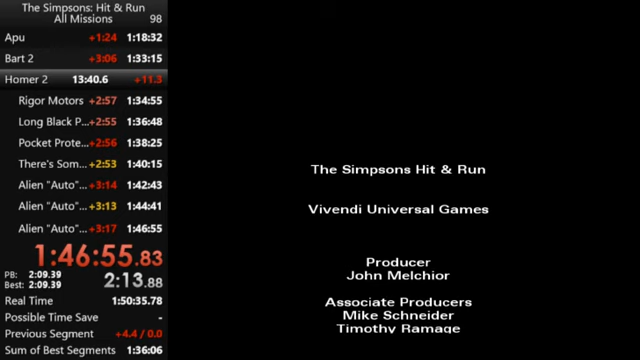 The Simpsons: Hit & Run
All Missions 98
Apu +1:24 1:18:32
Bart 2 +3:06 1:33:15
Homer 2 13:40.6 +11.3
Rigor Motors +2:57 1:34:55
Long Black P... +2:55 1:36:48
Pocket Prote... +2:56 1:38:25
There's Som... +2:53 1:40:15
Alien "Auto"... +3:14 1:42:43
Alien "Auto"... +3:13 1:44:41
Alien "Auto"... +3:17 1:46:55
1:46:55.83
PB: 2:09.39
Best: 2:09.39
2:13.88
Real Time 1:50:35.78
Possible Time Save -
Previous Segment +4.4 / 0.0
Sum of Best Segments 1:36:06
The Simpsons Hit & Run
Vivendi Universal Games
Producer
John Melchior
Associate Producers
Mike Schneider
Timothy Ramage